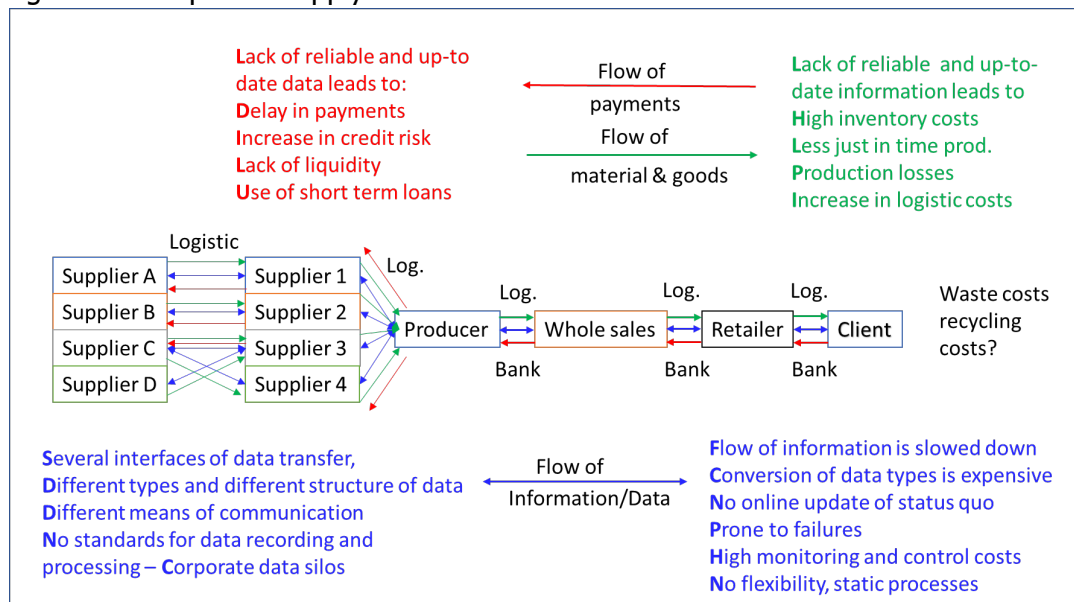 Lack of reliable and up-to
date data leads to:
Delay in payments
Increase in credit risk
Lack of liquidity
Use of short term loans
Flow of
payments
Flow of
material & goods
Lack of reliable and up-to-
date information leads to
High inventory costs
Less just in time prod.
Production losses
Increase in logistic costs
Logistic
Supplier A
Supplier B
Supplier C
Supplier D
Supplier 1
Supplier 2
Supplier 3
Supplier 4
Log.
Producer
Log.
Bank
Whole sales
Log.
Bank
Retailer
Log.
Bank
Client
Waste costs
recycling
costs?
Several interfaces of data transfer,
Different types and different structure of data
Different means of communication
No standards for data recording and
processing – Corporate data silos
Flow of
Information/Data
Flow of information is slowed down
Conversion of data types is expensive
No online update of status quo
Prone to failures
High monitoring and control costs
No flexibility, static processes